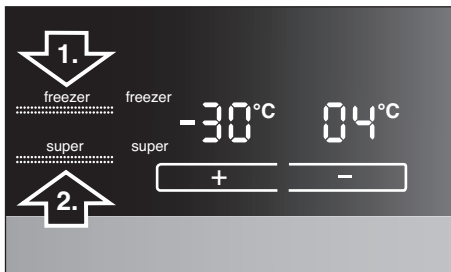 1.
freezer freezer
-30°C 04°C
super super
+ −
2.